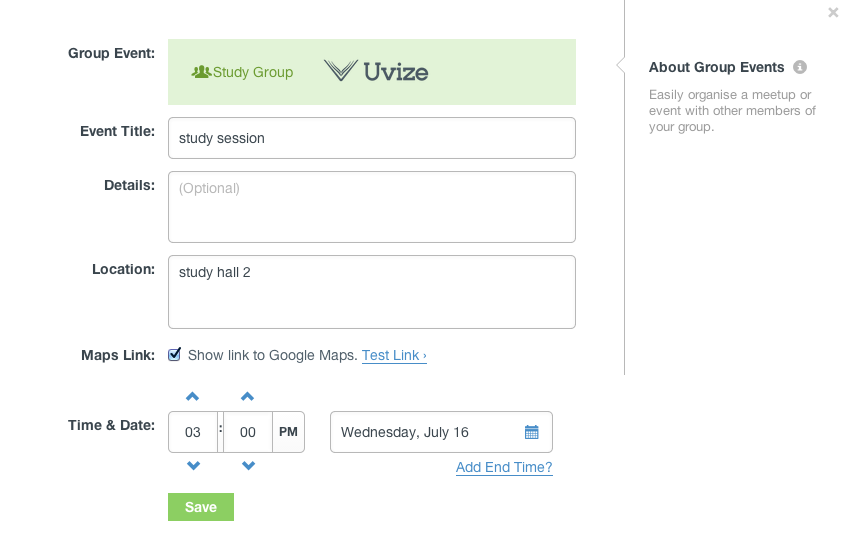 Group Event:
Study Group
Uvize
Event Title:
study session
Details:
(Optional)
Location:
study hall 2
Maps Link:
Show link to Google Maps. Test Link ›
Time & Date:
03 : 00 PM
Wednesday, July 16
Add End Time?
Save
×
About Group Events
Easily organise a meetup or
event with other members of
your group.